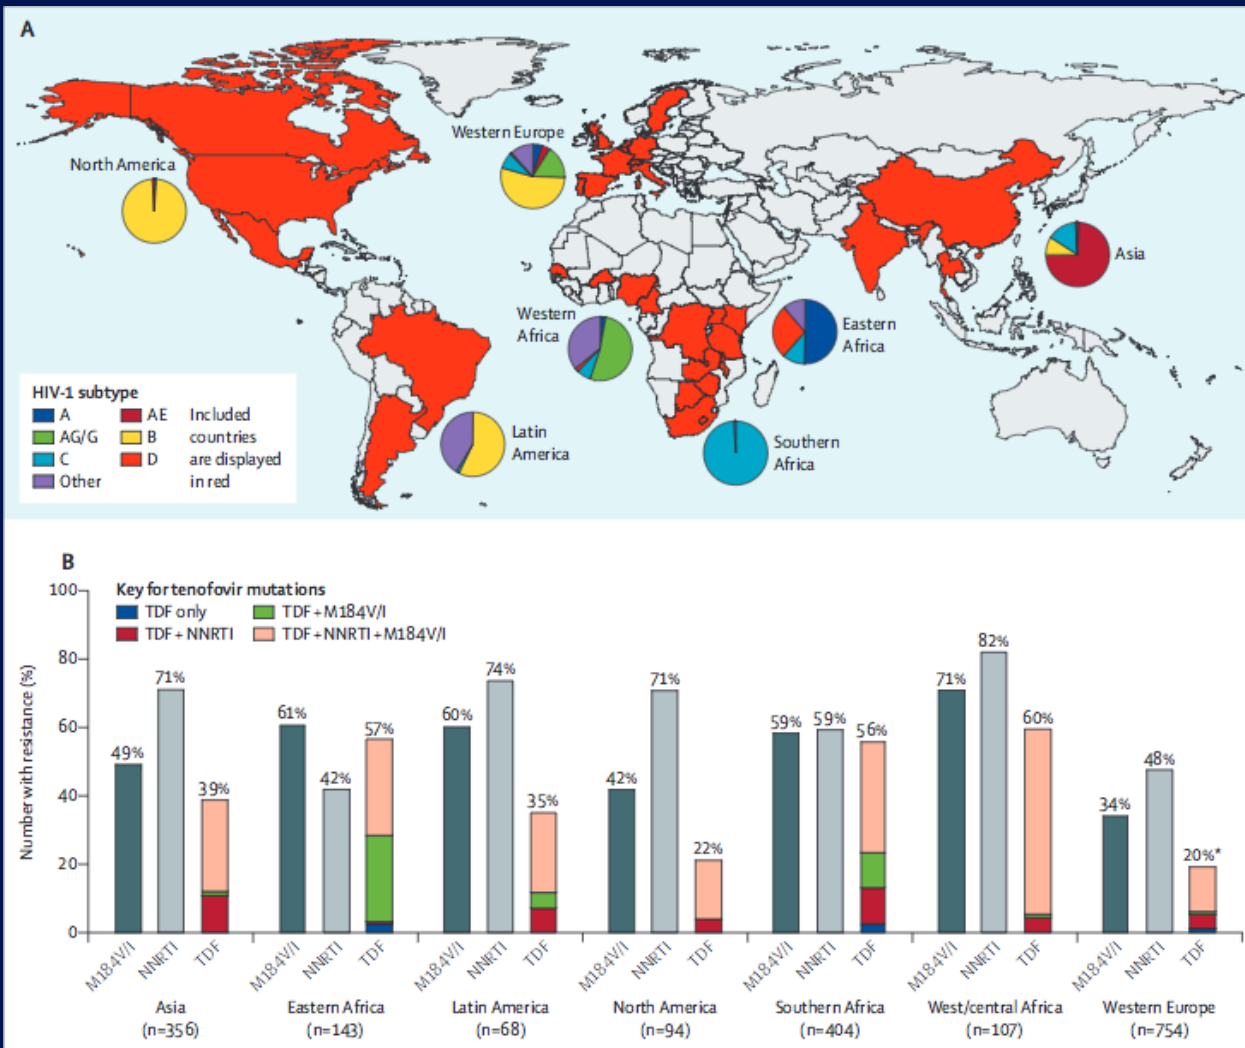 A
Western Europe
North America
Asia
Western
Africa
Eastern
Africa
HIV-1 subtype
A AE Included
AG/G B countries
C D are displayed
Other in red
Latin
America
Southern
Africa
B
100
80
60
40
20
0
Number with resistance (%)
Key for tenofovir mutations
TDF only TDF+M184V/I
TDF+NNRTI TDF+NNRTI+M184V/I
49% 71% 39%
61% 42% 57%
60% 74% 35%
42% 71% 22%
59% 59% 56%
71% 82% 60%
34% 48% 20%*
M184V/I NNRTI TDF M184V/I NNRTI TDF M184V/I NNRTI TDF M184V/I NNRTI TDF M184V/I NNRTI TDF M184V/I NNRTI TDF M184V/I NNRTI TDF
Asia Eastern Africa Latin America North America Southern Africa West/central Africa Western Europe
(n=356) (n=143) (n=68) (n=94) (n=404) (n=107) (n=754)